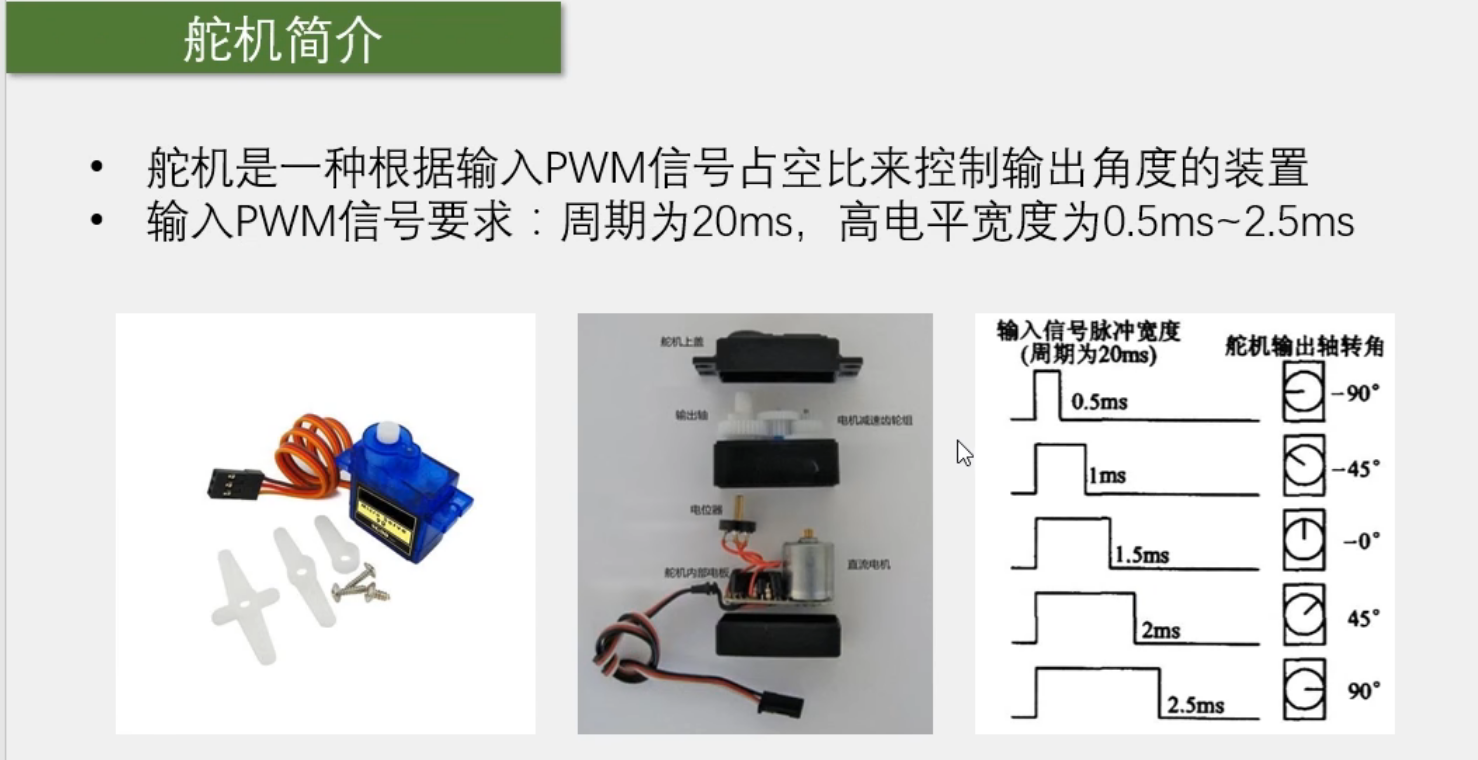 舵机简介
• 舵机是一种根据输入PWM信号占空比来控制输出角度的装置
• 输入PWM信号要求：周期为20ms，高电平宽度为0.5ms~2.5ms
舵机上盖
输出轴
电机减速齿轮组
电位器
舵机内部电板
直流电机
输入信号脉冲宽度
(周期为20ms)
舵机输出轴转角
0.5ms
−90°
1ms
−45°
1.5ms
−0°
2ms
45°
2.5ms
90°